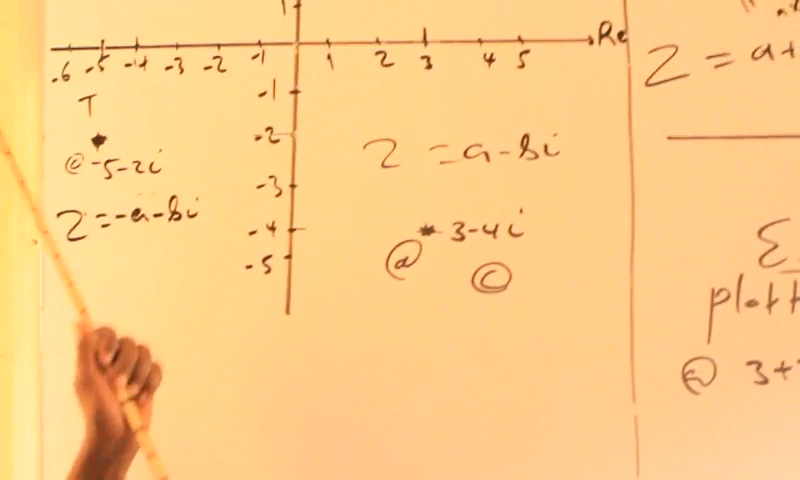 1
Re
-6 -5 -4 -3 -2 -1 1 2 3 4 5
-1
-2
-3
-4
-5
T
© -5-2i
Z = -a-bi
Z = a-bi
3-4i
@ ©
Z = a+
plott
3+